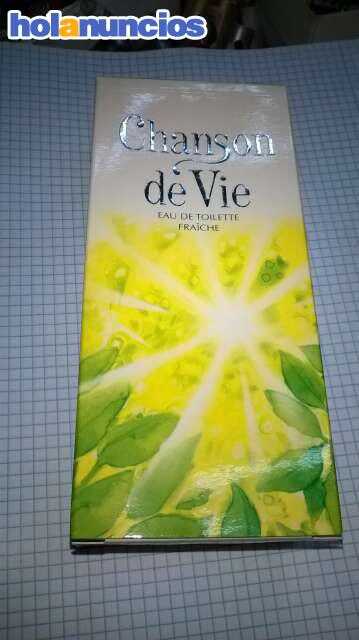 holanuncios
Chanson
de Vie
EAU DE TOILETTE
FRAÎCHE